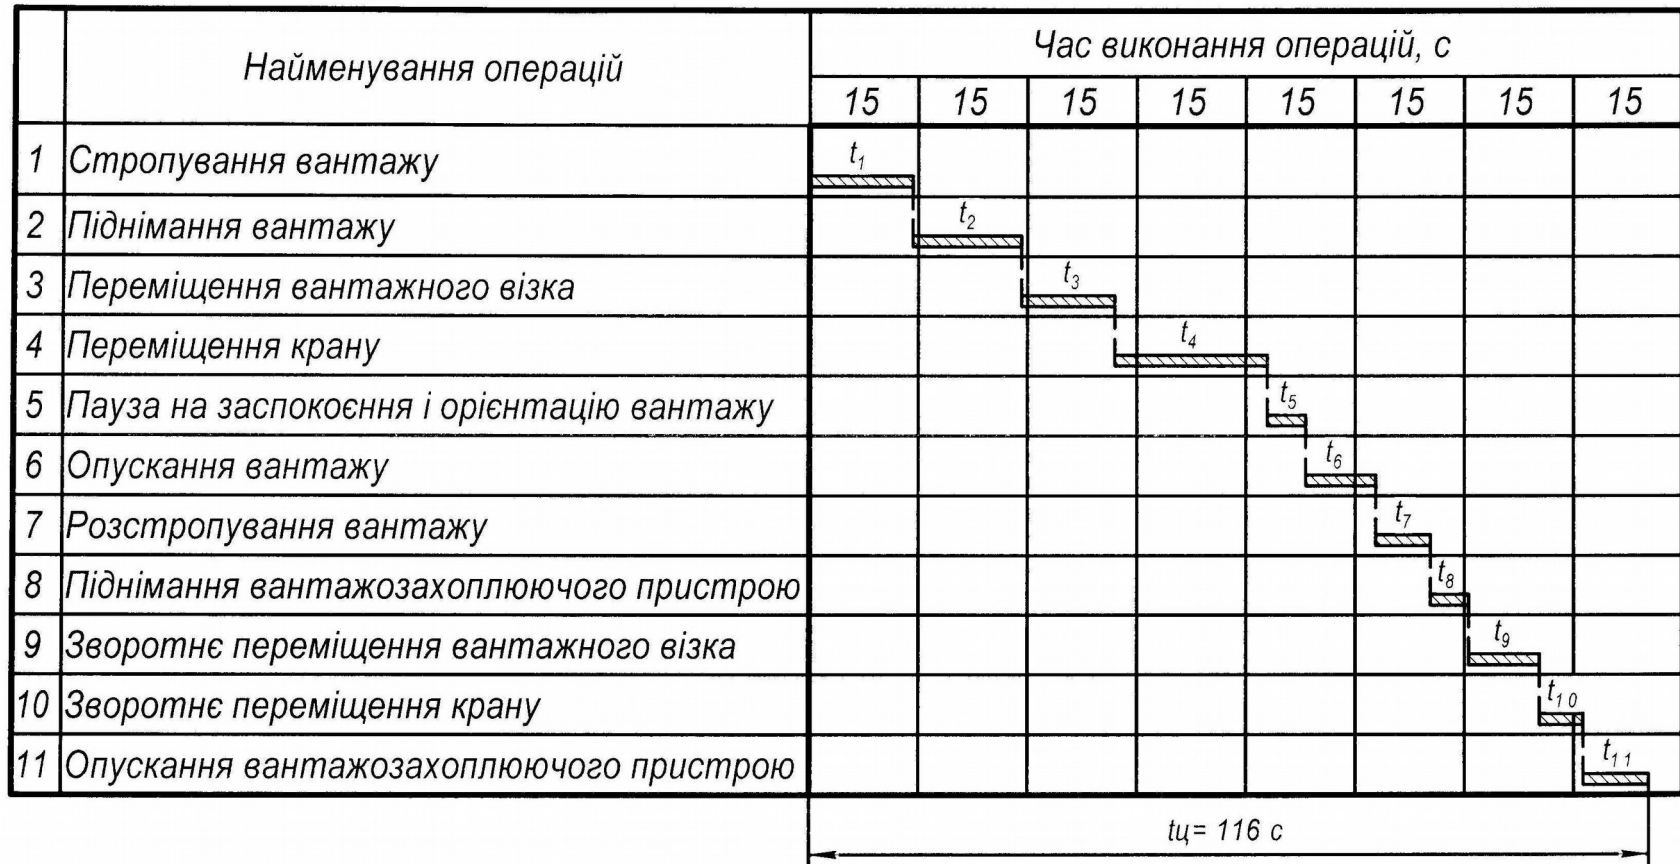 Найменування операцій
Час виконання операцій, с
15 15 15 15 15 15 15 15
1 Стропування вантажу t1
2 Піднімання вантажу t2
3 Переміщення вантажного візка t3
4 Переміщення крану t4
5 Пауза на заспокоєння і орієнтацію вантажу t5
6 Опускання вантажу t6
7 Розстропування вантажу t7
8 Піднімання вантажозахоплюючого пристрою t8
9 Зворотнє переміщення вантажного візка t9
10 Зворотнє переміщення крану t10
11 Опускання вантажозахоплюючого пристрою t11
tц= 116 с